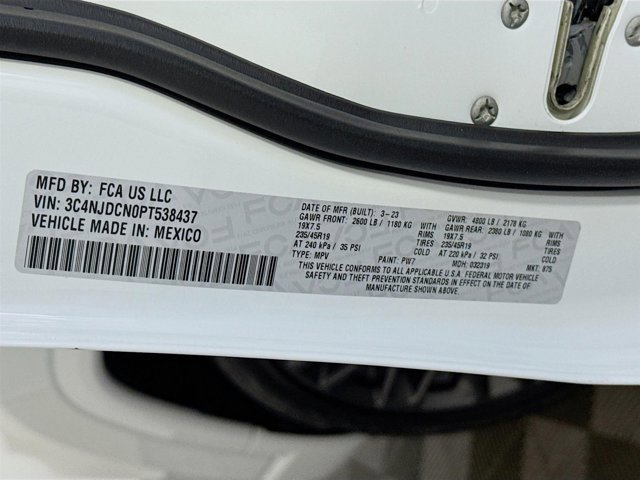 MFD BY: FCA US LLC
VIN: 3C4NJDCN0PT538437
VEHICLE MADE IN: MEXICO
DATE OF MFR (BUILT): 3-23 GVWR: 4800 LB / 2178 KG
GAWR FRONT: 2600 LB / 1180 KG WITH GAWR REAR: 2380 LB / 1080 KG WITH
19X7.5 RIMS 19X7.5 RIMS
235/45R19 TIRES 235/45R19 TIRES
AT 240 kPa / 35 PSI COLD AT 220 kPa / 32 PSI COLD
TYPE: MPV PAINT: PW7 MDH: 032319 MKT: 875
THIS VEHICLE CONFORMS TO ALL APPLICABLE U.S.A. FEDERAL MOTOR VEHICLE
SAFETY AND THEFT PREVENTION STANDARDS IN EFFECT ON THE DATE OF
MANUFACTURE SHOWN ABOVE.